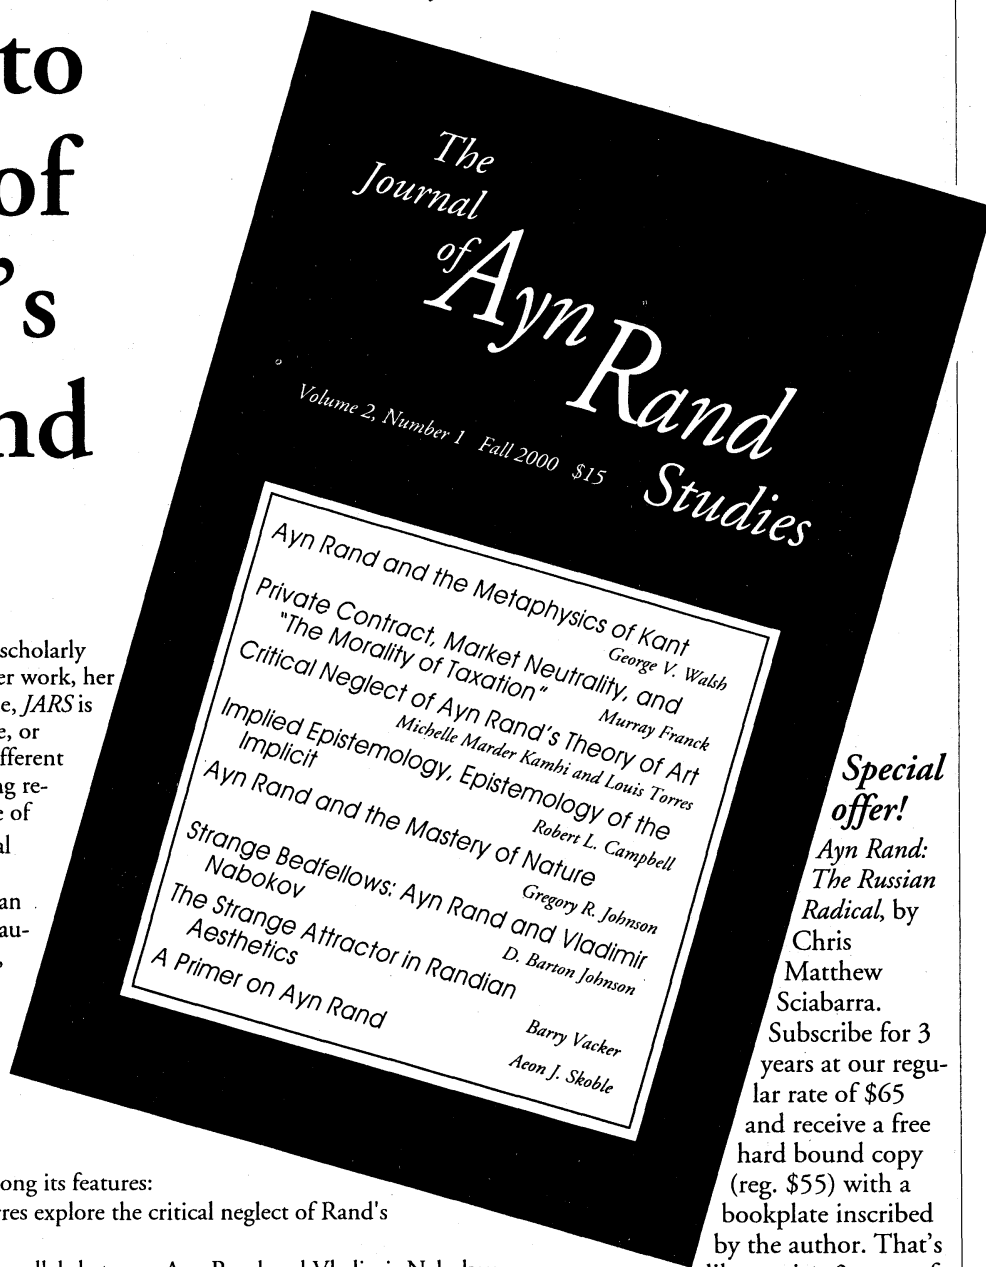 to
of
's
nd
The
Journal
of Ayn Rand
Studies
Volume 2, Number 1 Fall 2000 $15
Ayn Rand and the Metaphysics of Kant
George V. Walsh
Private Contract, Market Neutrality, and
"The Morality of Taxation"
Murray Franck
Critical Neglect of Ayn Rand's Theory of Art
Michelle Marder Kamhi and Louis Torres
Implied Epistemology, Epistemology of the
Implicit
Robert L. Campbell
Ayn Rand and the Mastery of Nature
Gregory R. Johnson
Strange Bedfellows: Ayn Rand and Vladimir
Nabokov
D. Barton Johnson
The Strange Attractor in Randian
Aesthetics
Barry Vacker
A Primer on Ayn Rand
Aeon J. Skoble
scholarly
er work, her
e, JARS is
e, or
fferent
ng re-
e of
al
an
au-
,
ong its features:
rres explore the critical neglect of Rand's
Special
offer!
Ayn Rand:
The Russian
Radical, by
Chris
Matthew
Sciabarra.
Subscribe for 3
years at our regu-
lar rate of $65
and receive a free
hard bound copy
(reg. $55) with a
bookplate inscribed
by the author. That's